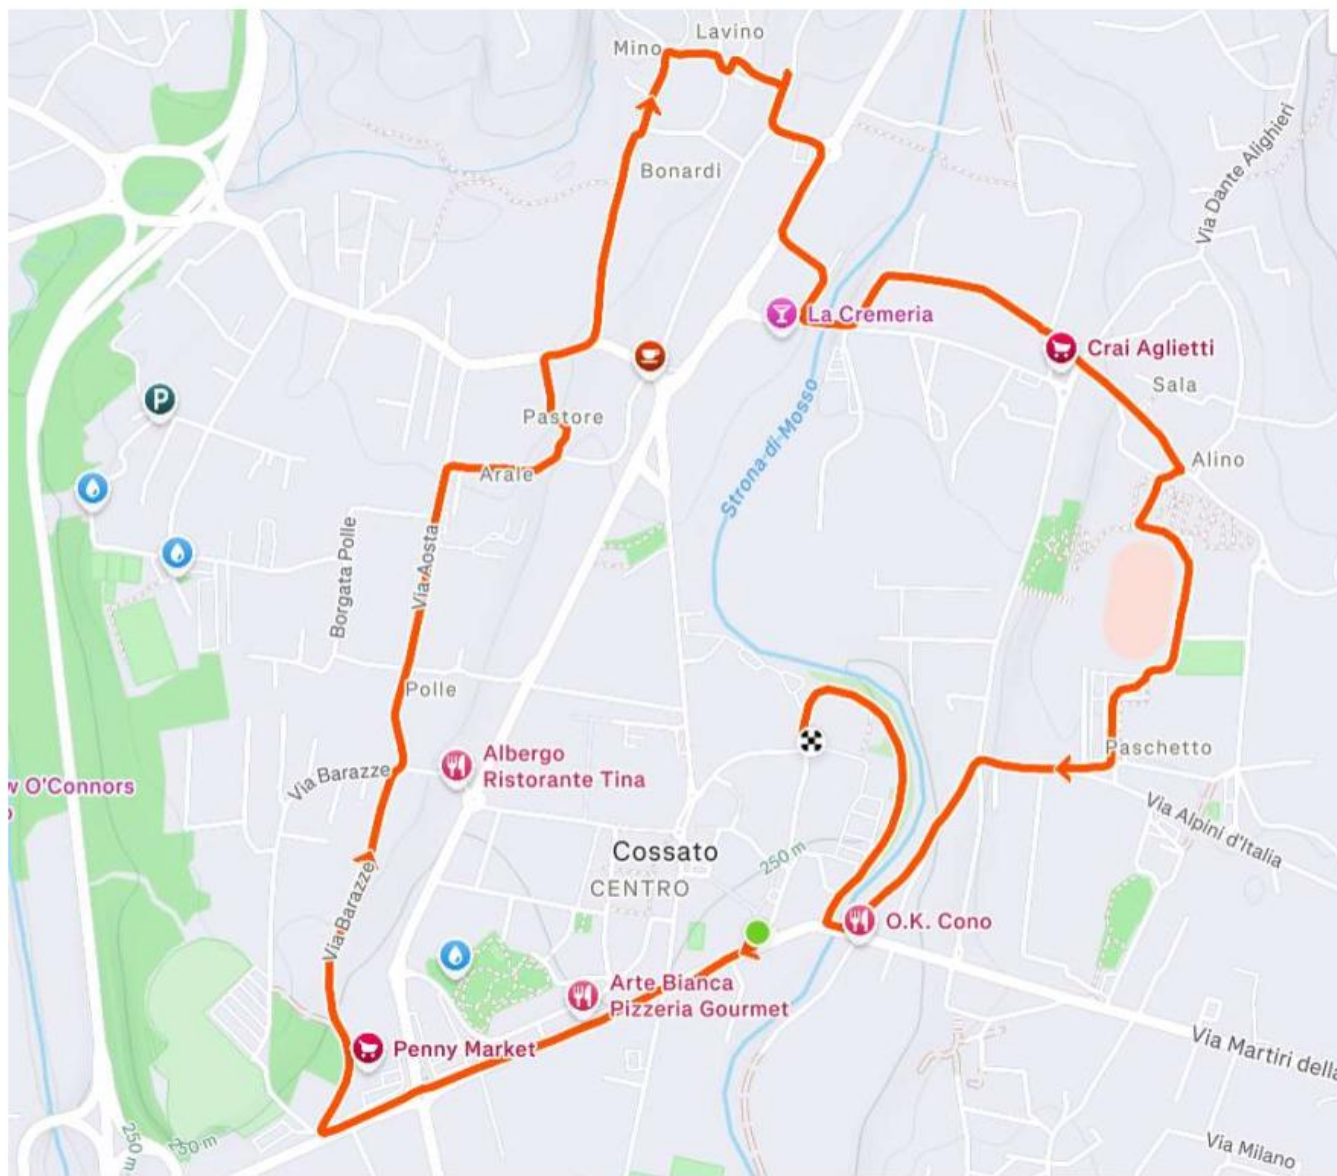 Lavino
Mino
Bonardi
Via Dante Alighieri
La Cremeria
Crai Aglietti
Sala
P
Pastore
Strona di Mosso
Arale
Alino
Via Aosta
Borgata Polle
Polle
Paschetto
Albergo
Ristorante Tina
Via Barazze
w O'Connors
Via Alpini d'Italia
Cossato
250 m
CENTRO
Via Barazze
O.K. Cono
Arte Bianca
Pizzeria Gourmet
Penny Market
Via Martiri della
250 m
250 m
Via Milano